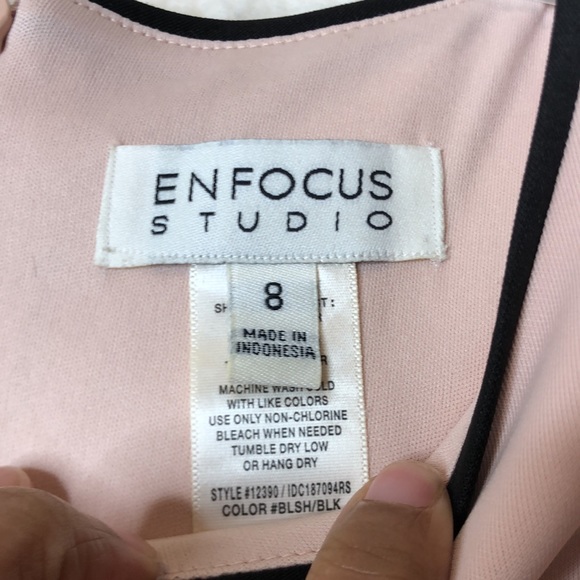 ENFOCUS
STUDIO
8
MADE IN
INDONESIA
MACHINE WASH COLD
WITH LIKE COLORS
USE ONLY NON-CHLORINE
BLEACH WHEN NEEDED
TUMBLE DRY LOW
OR HANG DRY
STYLE #12390 / IDC187094RS
COLOR #BLSH/BLK